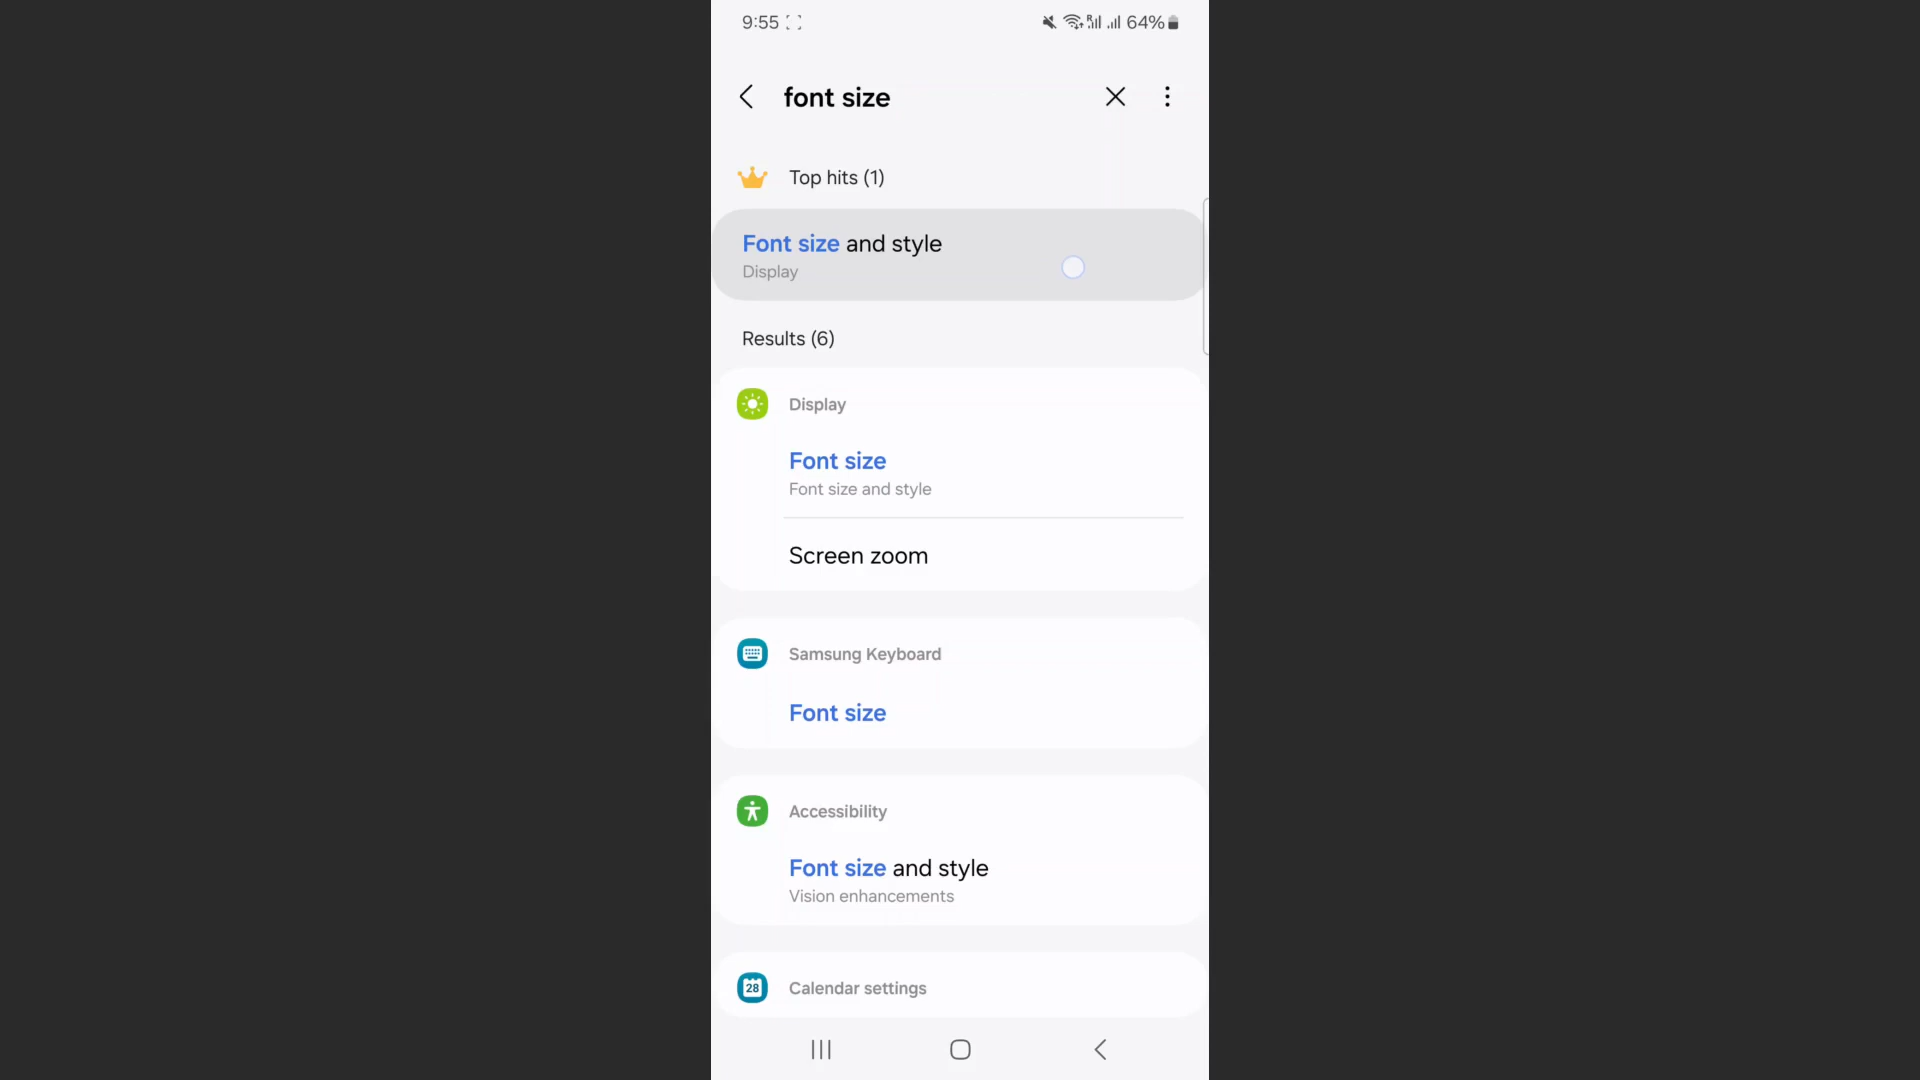 9:55
64%
font size
Top hits (1)
Font size and style
Display
Results (6)
Display
Font size
Font size and style
Screen zoom
Samsung Keyboard
Font size
Accessibility
Font size and style
Vision enhancements
28
Calendar settings